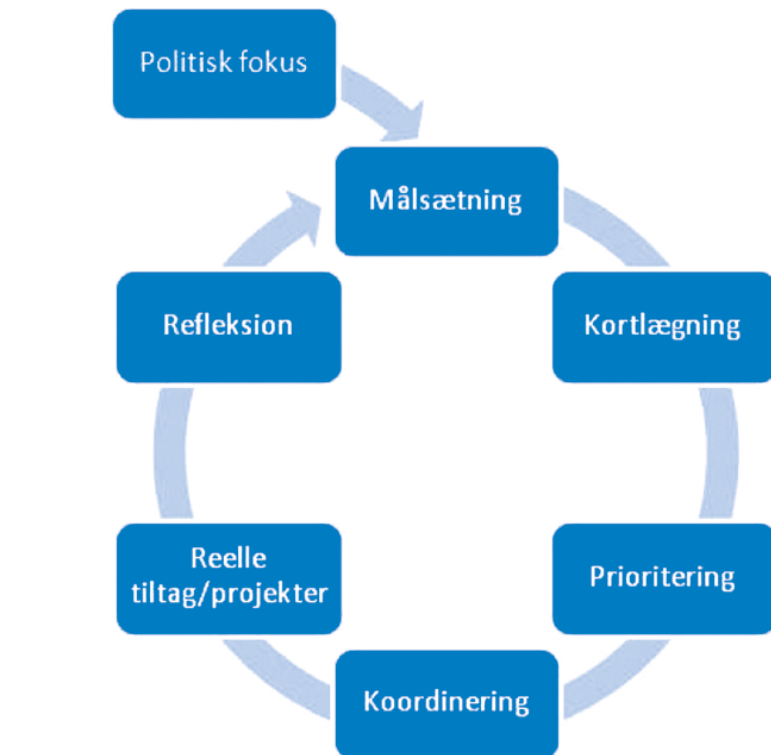 Politisk fokus
Målsætning
Kortlægning
Prioritering
Koordinering
Reelle
tiltag/projekter
Refleksion